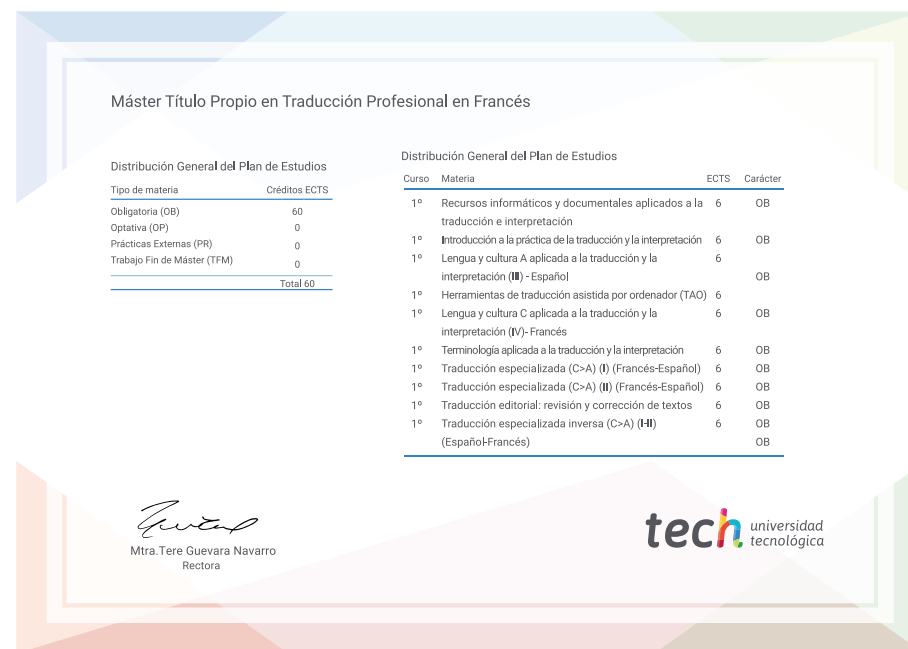 Máster Título Propio en Traducción Profesional en Francés
Distribución General del Plan de Estudios
Tipo de materia Créditos ECTS
Obligatoria (OB) 60
Optativa (OP) 0
Prácticas Externas (PR) 0
Trabajo Fin de Máster (TFM) 0
Total 60
Distribución General del Plan de Estudios
Curso Materia ECTS Carácter
1º Recursos informáticos y documentales aplicados a la 6 OB
traducción e interpretación
1º Introducción a la práctica de la traducción y la interpretación 6 OB
1º Lengua y cultura A aplicada a la traducción y la 6
interpretación (III) - Español OB
1º Herramientas de traducción asistida por ordenador (TAO) 6
1º Lengua y cultura C aplicada a la traducción y la 6 OB
interpretación (IV)- Francés
1º Terminología aplicada a la traducción y la interpretación 6 OB
1º Traducción especializada (C>A) (I) (Francés-Español) 6 OB
1º Traducción especializada (C>A) (II) (Francés-Español) 6 OB
1º Traducción editorial: revisión y corrección de textos 6 OB
1º Traducción especializada inversa (C>A) (I-II) 6 OB
(Español-Francés) OB
Mtra.Tere Guevara Navarro
Rectora
tech universidad
tecnológica